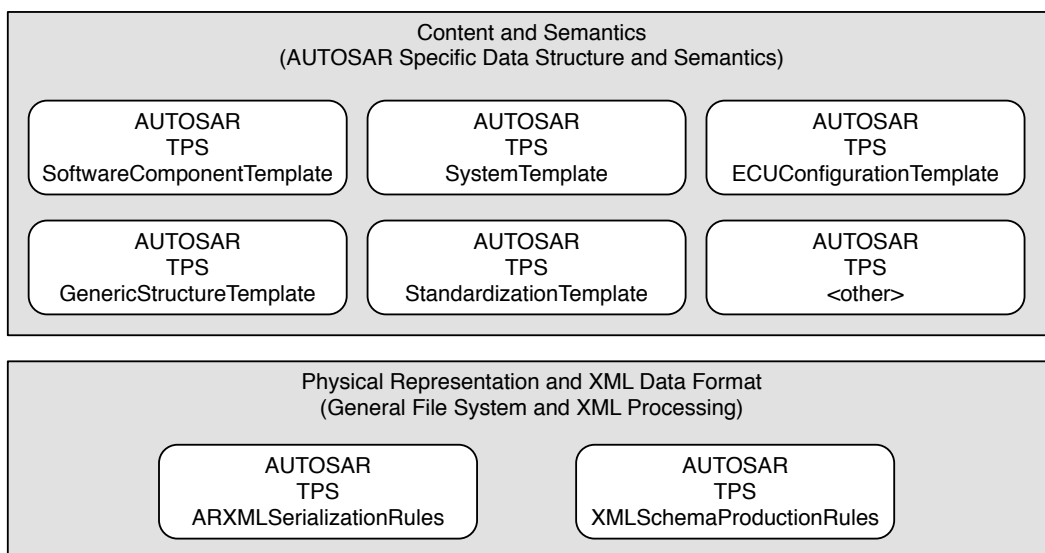 Content and Semantics
(AUTOSAR Specific Data Structure and Semantics)
AUTOSAR
TPS
SoftwareComponentTemplate
AUTOSAR
TPS
SystemTemplate
AUTOSAR
TPS
ECUConfigurationTemplate
AUTOSAR
TPS
GenericStructureTemplate
AUTOSAR
TPS
StandardizationTemplate
AUTOSAR
TPS
<other>
Physical Representation and XML Data Format
(General File System and XML Processing)
AUTOSAR
TPS
ARXMLSerializationRules
AUTOSAR
TPS
XMLSchemaProductionRules